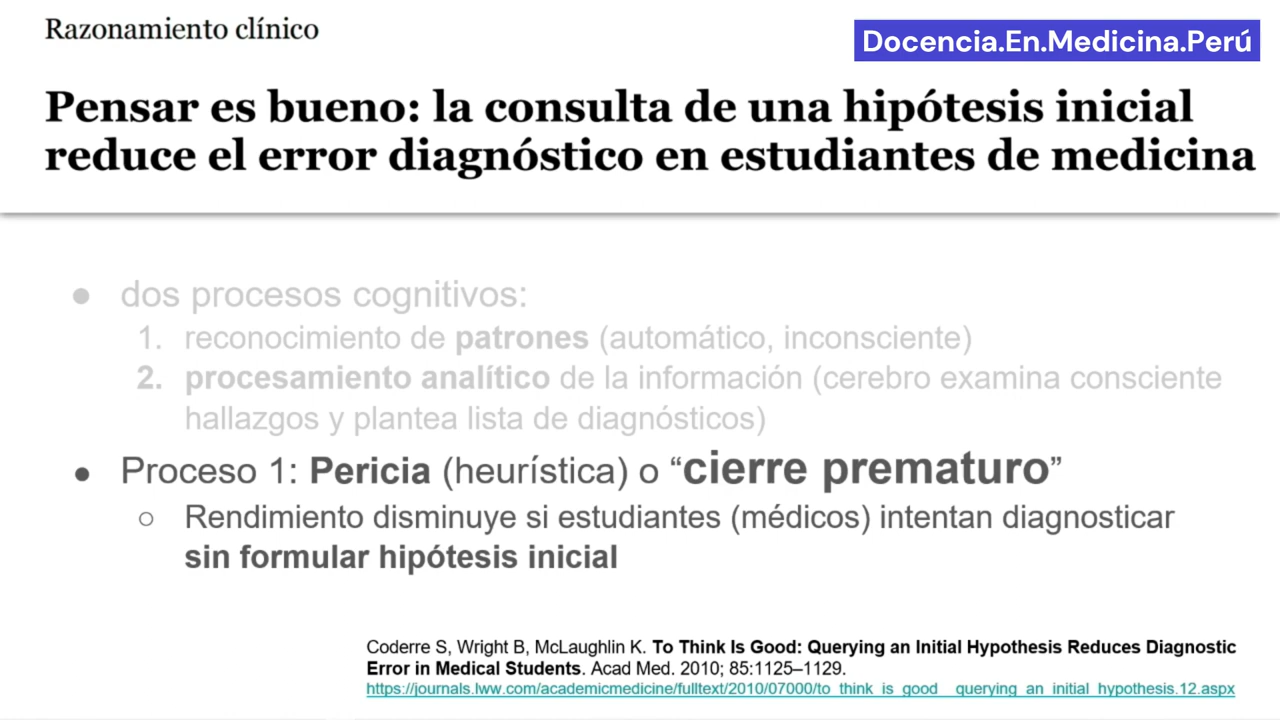 Razonamiento clínico
Docencia.En.Medicina.Perú
Pensar es bueno: la consulta de una hipótesis inicial
reduce el error diagnóstico en estudiantes de medicina
● dos procesos cognitivos:
1. reconocimiento de patrones (automático, inconsciente)
2. procesamiento analítico de la información (cerebro examina consciente
hallazgos y plantea lista de diagnósticos)
● Proceso 1: Pericia (heurística) o “cierre prematuro”
○ Rendimiento disminuye si estudiantes (médicos) intentan diagnosticar
sin formular hipótesis inicial
Coderre S, Wright B, McLaughlin K. To Think Is Good: Querying an Initial Hypothesis Reduces Diagnostic
Error in Medical Students. Acad Med. 2010; 85:1125–1129.
https://journals.lww.com/academicmedicine/fulltext/2010/07000/to_think_is_good__querying_an_initial_hypothesis.12.aspx